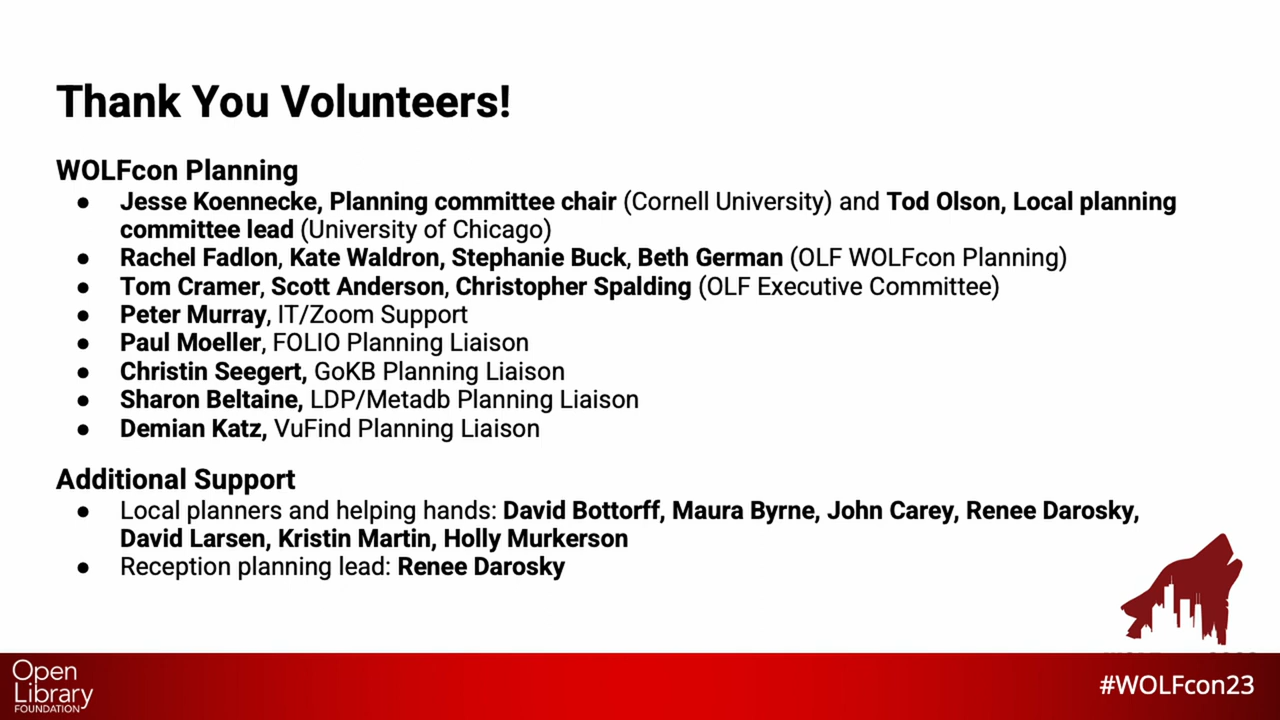 Thank You Volunteers!
WOLFcon Planning
● Jesse Koennecke, Planning committee chair (Cornell University) and Tod Olson, Local planning
committee lead (University of Chicago)
● Rachel Fadlon, Kate Waldron, Stephanie Buck, Beth German (OLF WOLFcon Planning)
● Tom Cramer, Scott Anderson, Christopher Spalding (OLF Executive Committee)
● Peter Murray, IT/Zoom Support
● Paul Moeller, FOLIO Planning Liaison
● Christin Seegert, GoKB Planning Liaison
● Sharon Beltaine, LDP/Metadb Planning Liaison
● Demian Katz, VuFind Planning Liaison
Additional Support
● Local planners and helping hands: David Bottorff, Maura Byrne, John Carey, Renee Darosky,
David Larsen, Kristin Martin, Holly Murkerson
● Reception planning lead: Renee Darosky
Open
Library
FOUNDATION
#WOLFcon23